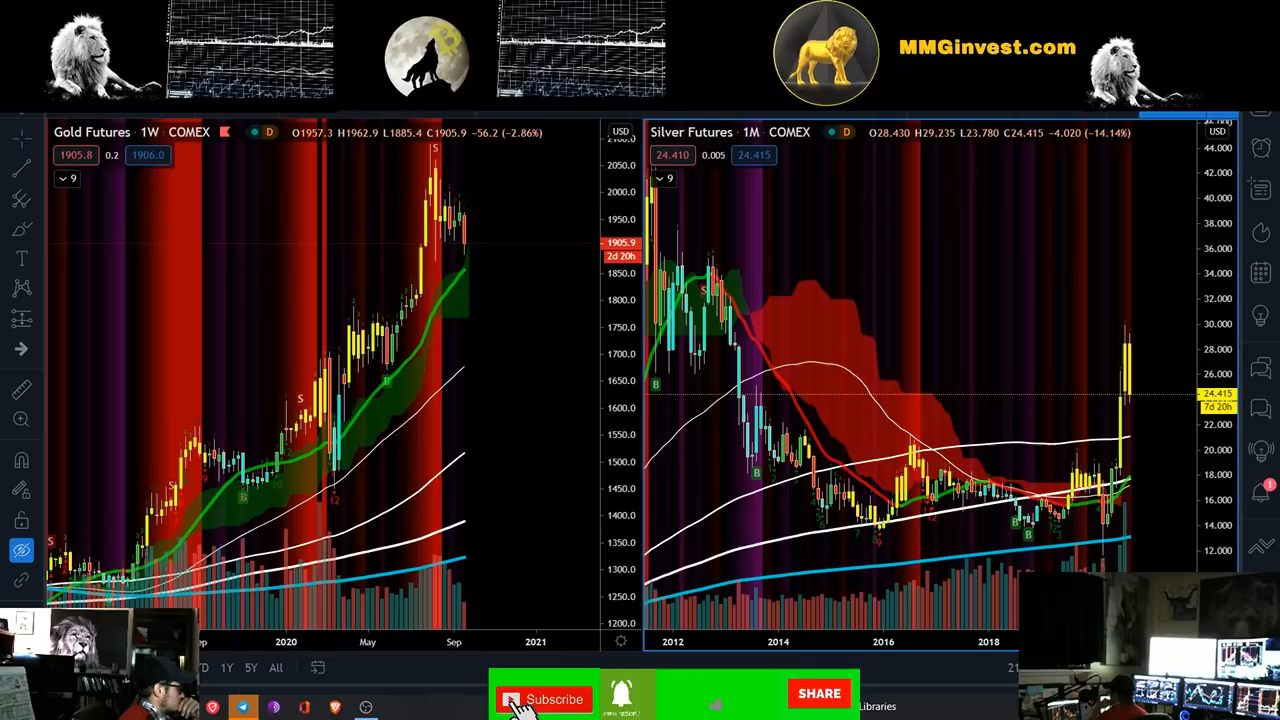 MMGinvest.com
Gold Futures · 1W · COMEX D O1957.3 H1962.9 L1885.4 C1905.9 -56.2 (-2.86%)
1905.8 0.2 1906.0
9
USD
2050.0
2000.0
1950.0
1905.9
2d 20h
1850.0
1800.0
1750.0
1700.0
1650.0
1600.0
1550.0
1500.0
1450.0
1400.0
1350.0
1300.0
1250.0
1200.0
S
S
S
S
B
B
12
2020 May Sep 2021
Silver Futures · 1M · COMEX D O28.430 H29.235 L23.780 C24.415 -4.020 (-14.14%)
24.410 0.005 24.415
9
USD
44.000
42.000
40.000
38.000
36.000
34.000
32.000
30.000
28.000
26.000
24.415
7d 20h
22.000
20.000
18.000
16.000
14.000
12.000
S
B
B
B
B
12
2012 2014 2016 2018
1Y 5Y All
Subscribe
SHARE
Libraries
1